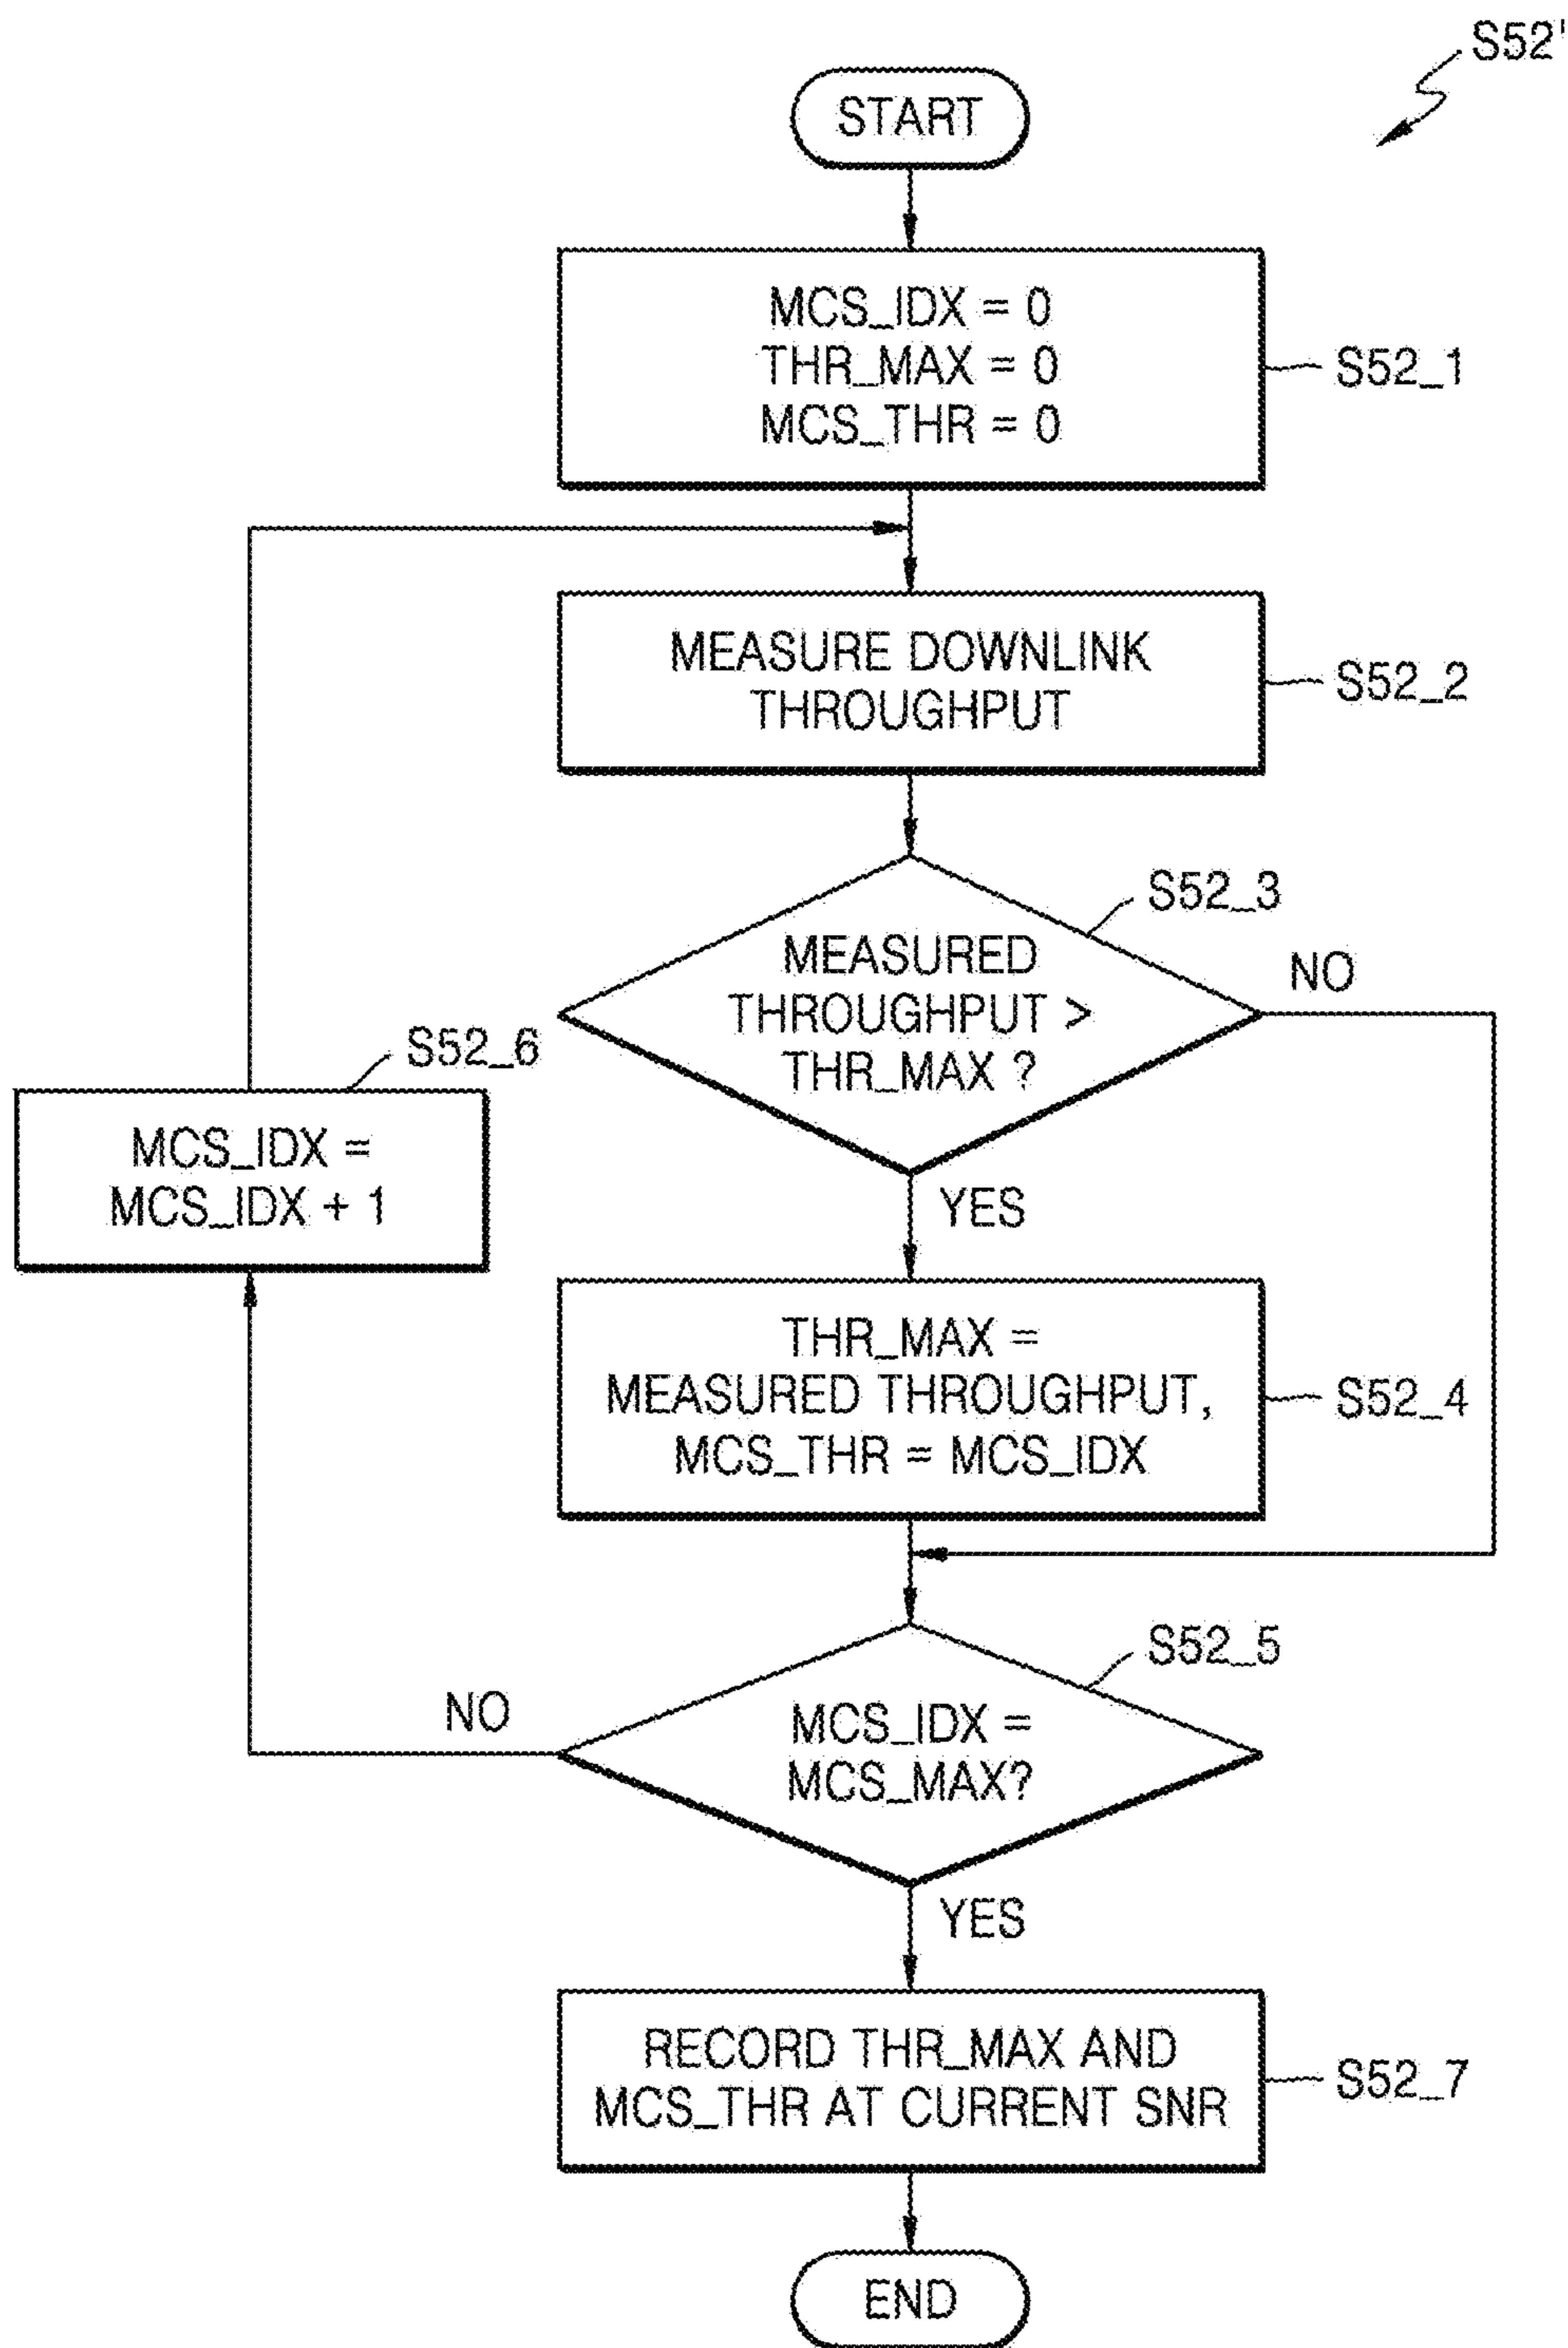 S52'
START
MCS_IDX = 0
THR_MAX = 0
MCS_THR = 0
S52_1
MEASURE DOWNLINK
THROUGHPUT
S52_2
S52_3
MEASURED
THROUGHPUT >
THR_MAX ?
NO
S52_6
MCS_IDX =
MCS_IDX + 1
YES
THR_MAX =
MEASURED THROUGHPUT,
MCS_THR = MCS_IDX
S52_4
S52_5
NO
MCS_IDX =
MCS_MAX?
YES
RECORD THR_MAX AND
MCS_THR AT CURRENT SNR
S52_7
END